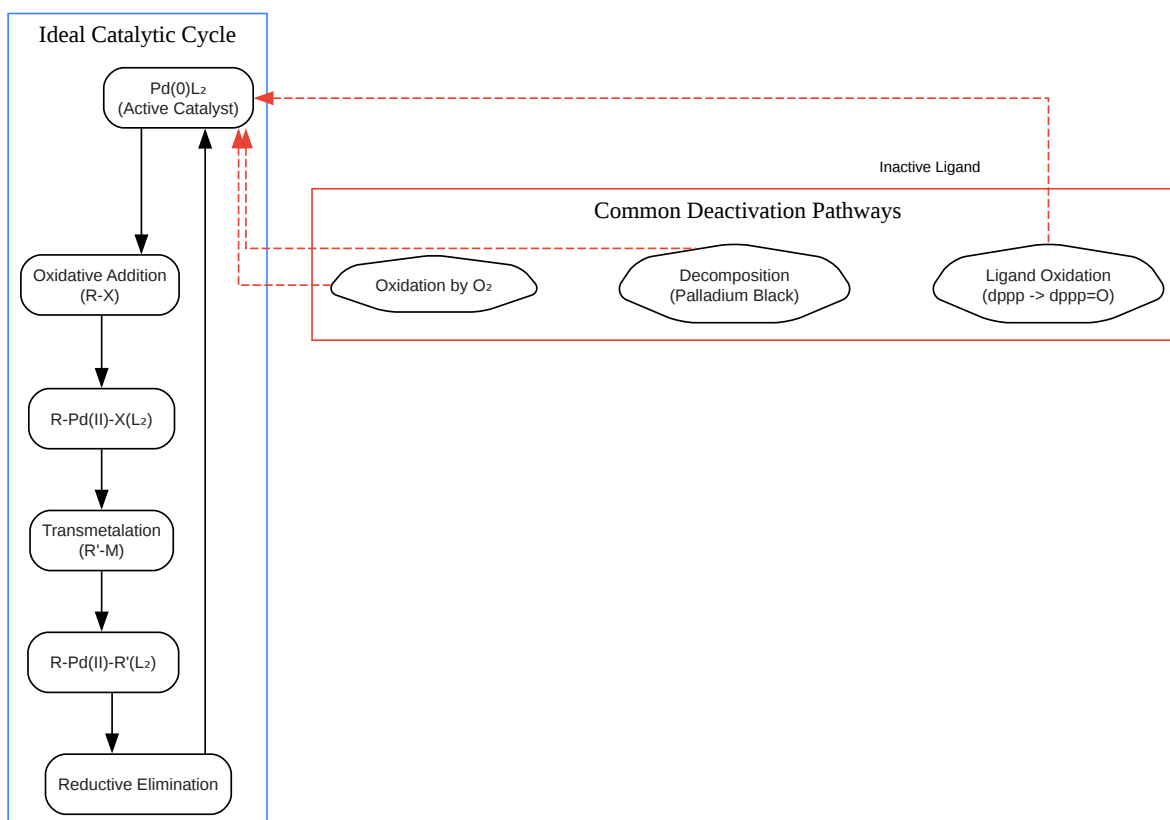 Ideal Catalytic Cycle
Pd(0)L₂
(Active Catalyst)
Oxidative Addition
(R-X)
R-Pd(II)-X(L₂)
Transmetalation
(R'-M)
R-Pd(II)-R'(L₂)
Reductive Elimination
Inactive Ligand
Common Deactivation Pathways
Oxidation by O₂
Decomposition
(Palladium Black)
Ligand Oxidation
(dppp -> dppp=O)